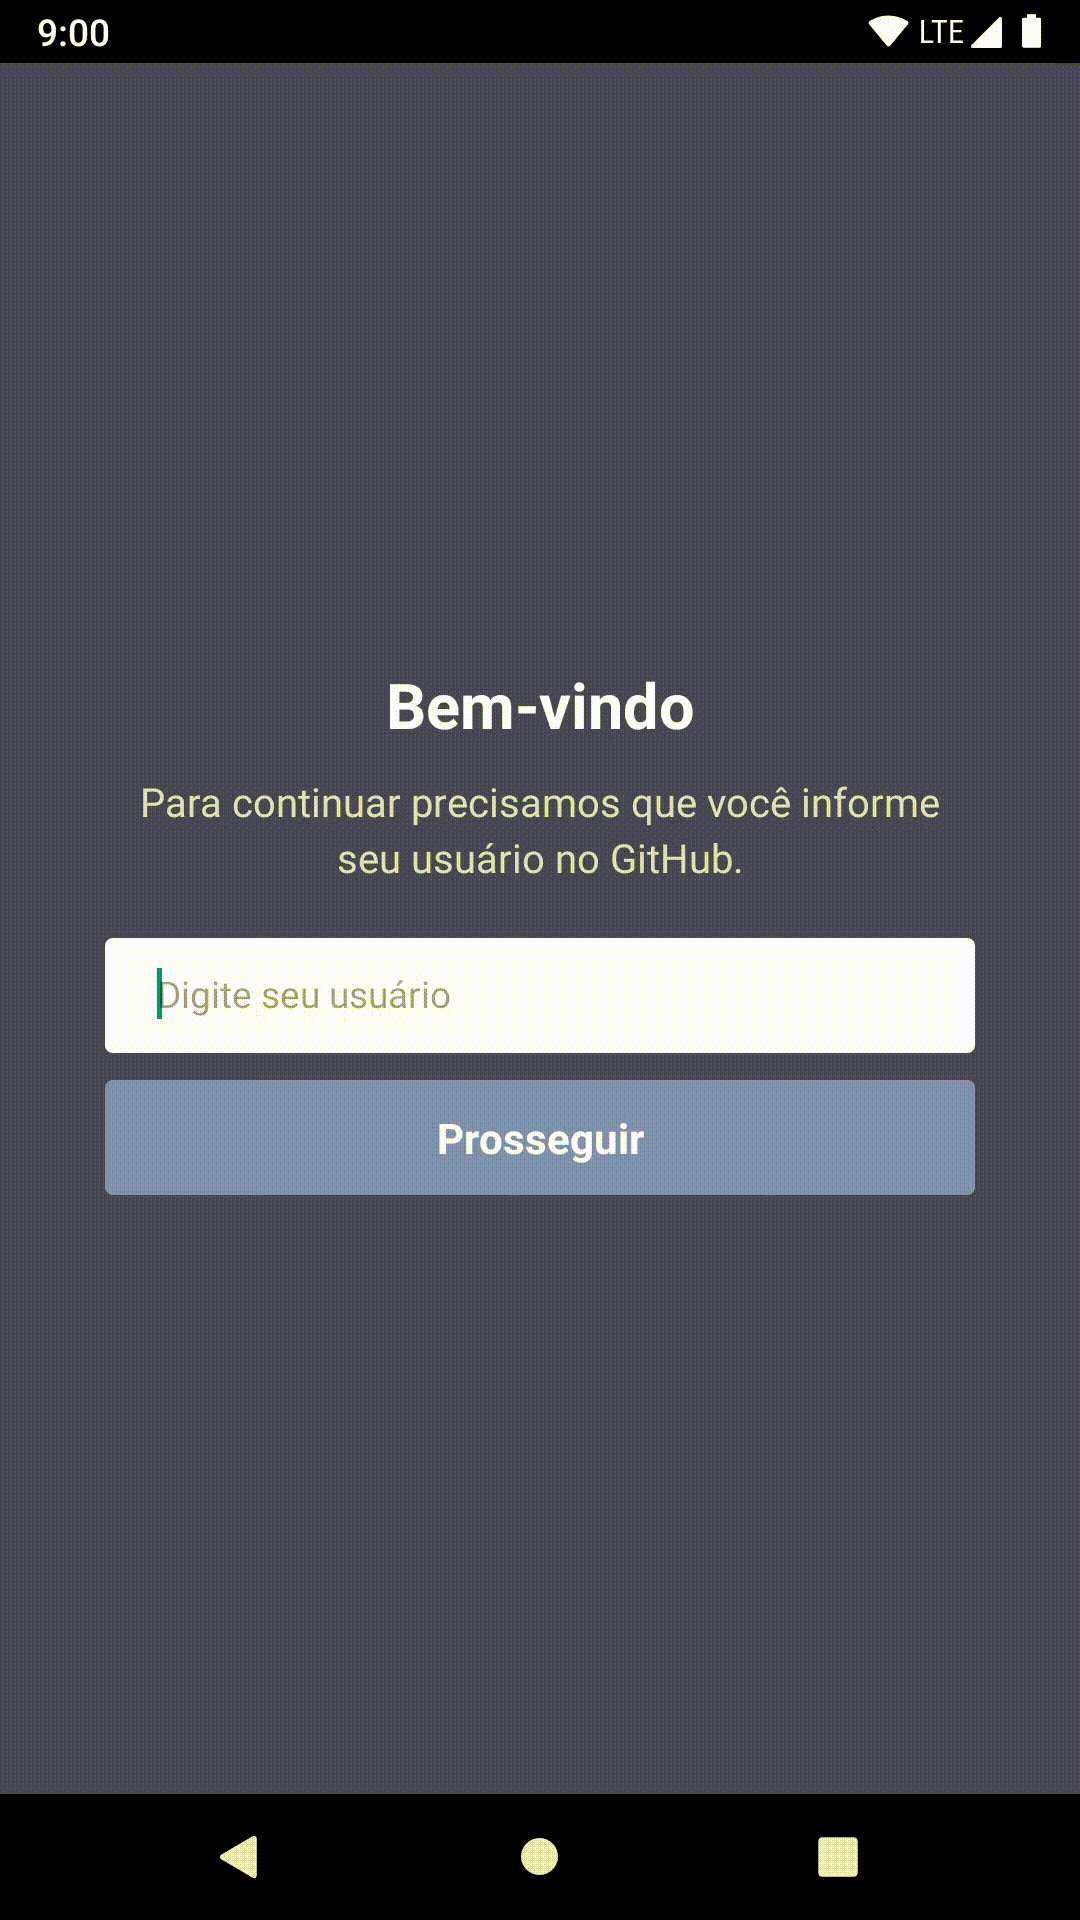 9:00 LTE
Bem-vindo
Para continuar precisamos que você informe
seu usuário no GitHub.
Digite seu usuário
Prosseguir